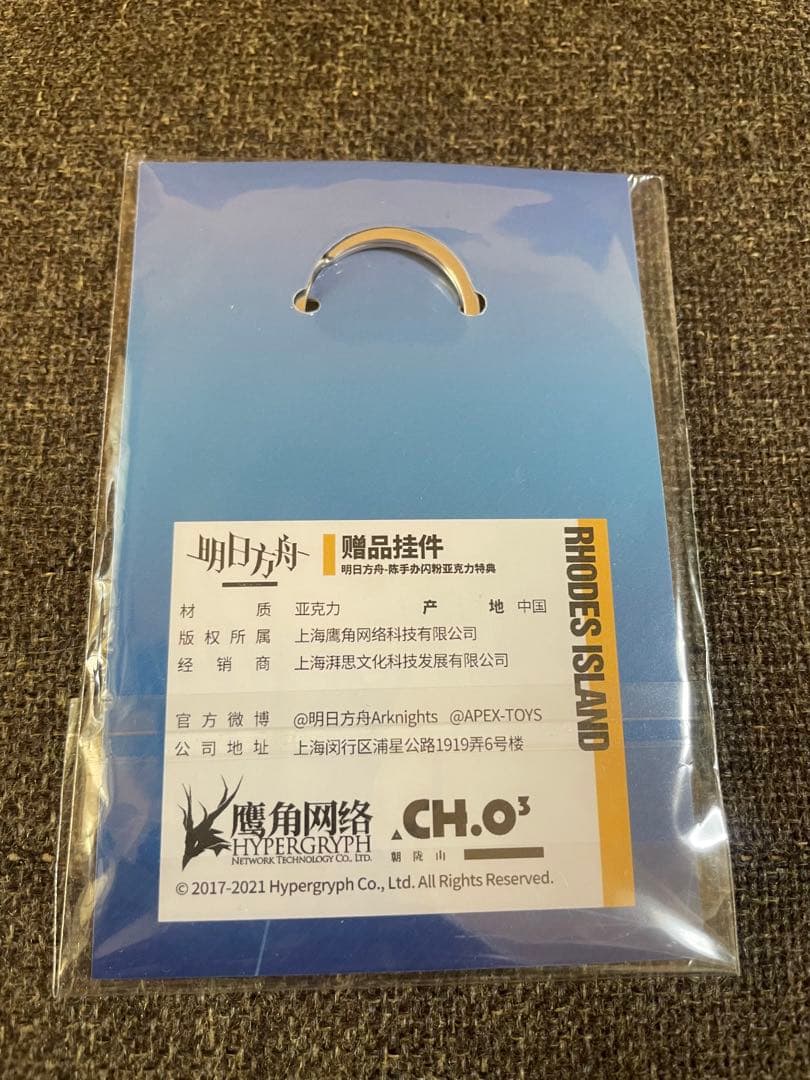 明日方舟
赠品挂件
明日方舟-陈手办闪粉亚克力特典
材质 亚克力 产地 中国
版权所属 上海鹰角网络科技有限公司
经销商 上海湃思文化科技发展有限公司
官方微博 @明日方舟Arknights @APEX-TOYS
公司地址 上海闵行区浦星公路1919弄6号楼
RHODES ISLAND
鹰角网络
HYPERGRYPH
NETWORK TECHNOLOGY CO., LTD.
CH.O³
朝陇山
© 2017-2021 Hypergryph Co., Ltd. All Rights Reserved.